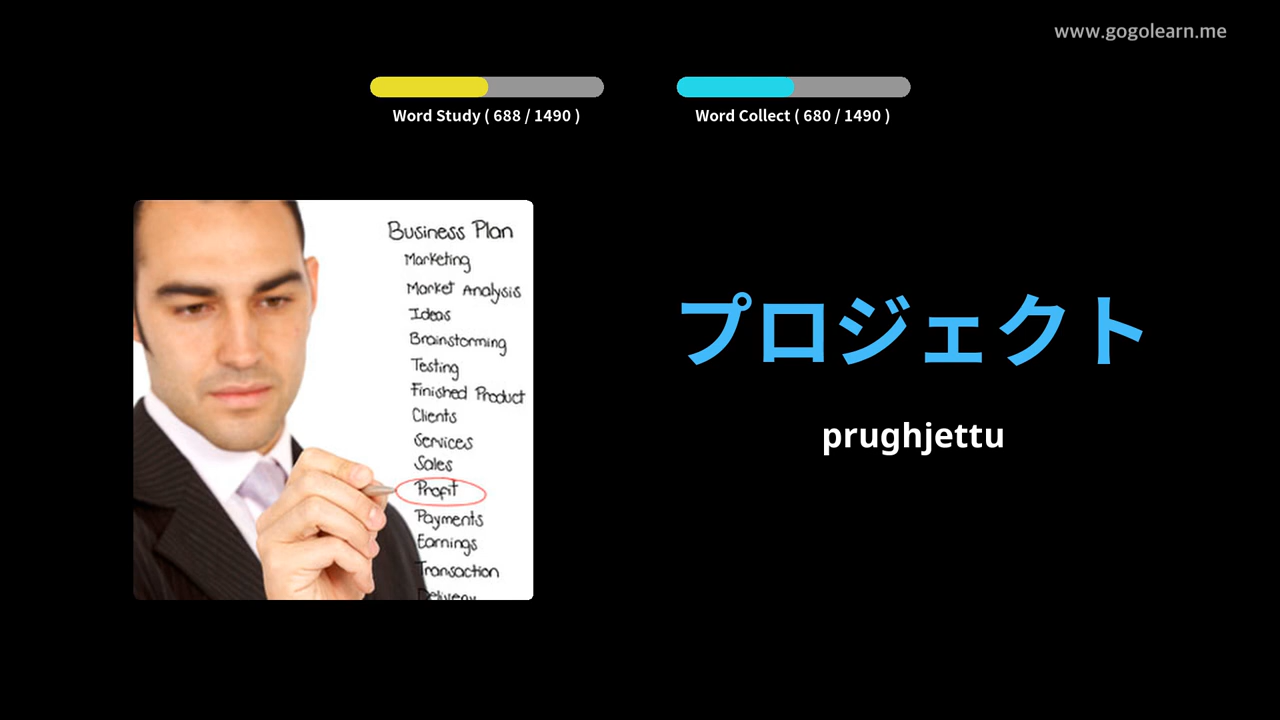 www.gogolearn.me
Word Study ( 688 / 1490 )
Word Collect ( 680 / 1490 )
Business Plan
Marketing
Market Analysis
Ideas
Brainstorming
Testing
Finished Product
Clients
Services
Sales
Profit
Payments
Earnings
Transaction
Delivery
プロジェクト
prughjettu